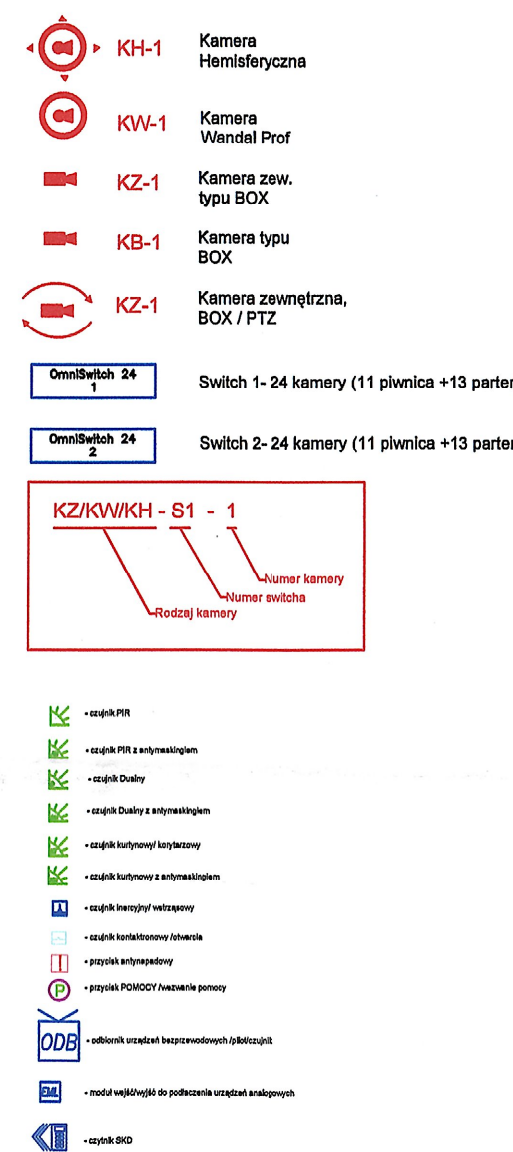 KH-1 Kamera
Hemisferyczna
KW-1 Kamera
Wandal Prof
KZ-1 Kamera zew.
typu BOX
KB-1 Kamera typu
BOX
KZ-1 Kamera zewnętrzna,
BOX / PTZ
OmniSwitch 24
1
Switch 1- 24 kamery (11 piwnica +13 parter
OmniSwitch 24
2
Switch 2- 24 kamery (11 piwnica +13 parter
KZ/KW/KH - S1 - 1
Numer kamery
Numer switcha
Rodzaj kamery
- czujnik PIR
- czujnik PIR z antymaskingiem
- czujnik Dualny
- czujnik Dualny z antymaskingiem
- czujnik kurtynowy/ korytarzowy
- czujnik kurtynowy z antymaskingiem
- czujnik inercyjny/ wstrząsowy
- czujnik kontaktronowy /otwarcia
- przycisk antynapadowy
P - przycisk POMOCY /wezwanie pomocy
ODB - odbiornik urządzeń bezprzewodowych /pilot/czujnik
EML - moduł wejść/wyjść do podłaczenia urządzeń analogowych
- czytnik SKD